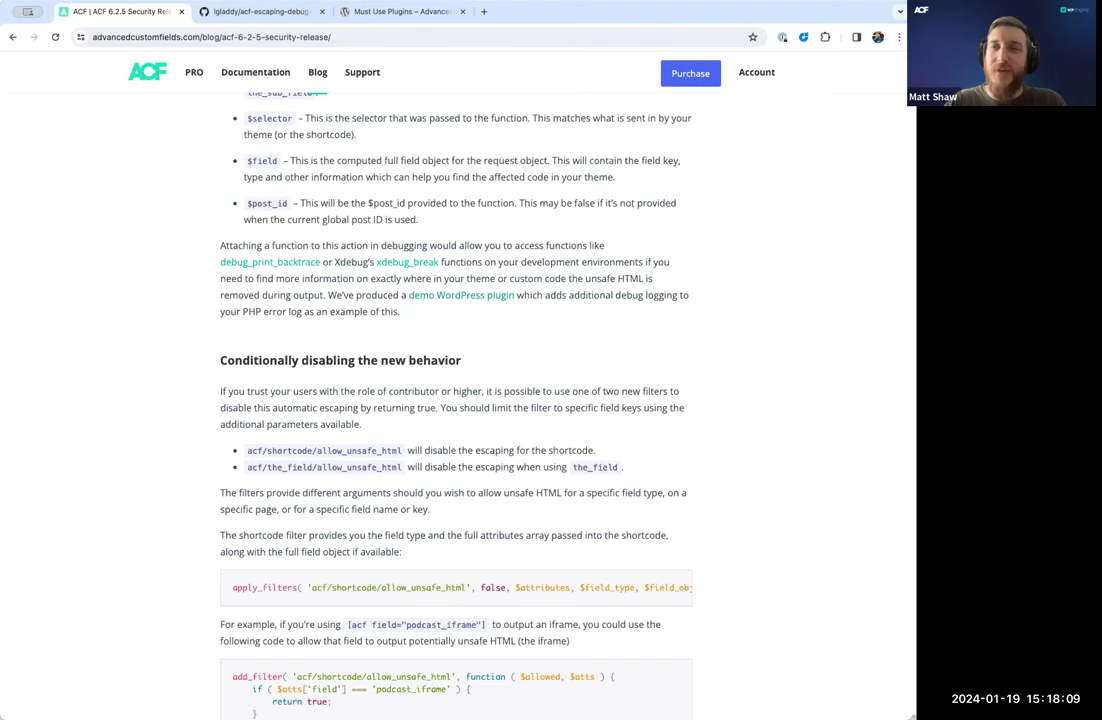 ACF | ACF 6.2.5 Security Rele
lgladdy/acf-escaping-debug-
Must Use Plugins – Advanced
advancedcustomfields.com/blog/acf-6-2-5-security-release/
ACF
Matt Shaw
ACF
PRO
Documentation
Blog
Support
Purchase
Account
the_sub_field.
$selector – This is the selector that was passed to the function. This matches what is sent in by your
theme (or the shortcode).
$field – This is the computed full field object for the request object. This will contain the field key,
type and other information which can help you find the affected code in your theme.
$post_id – This will be the $post_id provided to the function. This may be false if it's not provided
when the current global post ID is used.
Attaching a function to this action in debugging would allow you to access functions like
debug_print_backtrace or Xdebug's xdebug_break functions on your development environments if you
need to find more information on exactly where in your theme or custom code the unsafe HTML is
removed during output. We've produced a demo WordPress plugin which adds additional debug logging to
your PHP error log as an example of this.
Conditionally disabling the new behavior
If you trust your users with the role of contributor or higher, it is possible to use one of two new filters to
disable this automatic escaping by returning true. You should limit the filter to specific field keys using the
additional parameters available.
acf/shortcode/allow_unsafe_html will disable the escaping for the shortcode.
acf/the_field/allow_unsafe_html will disable the escaping when using the_field .
The filters provide different arguments should you wish to allow unsafe HTML for a specific field type, on a
specific page, or for a specific field name or key.
The shortcode filter provides you the field type and the full attributes array passed into the shortcode,
along with the full field object if available:
apply_filters( 'acf/shortcode/allow_unsafe_html', false, $attributes, $field_type, $field_obj
For example, if you're using [acf field="podcast_iframe"] to output an iframe, you could use the
following code to allow that field to output potentially unsafe HTML (the iframe)
add_filter( 'acf/shortcode/allow_unsafe_html', function ( $allowed, $atts ) {
if ( $atts['field'] === 'podcast_iframe' ) {
return true;
}
2024-01-19 15:18:09